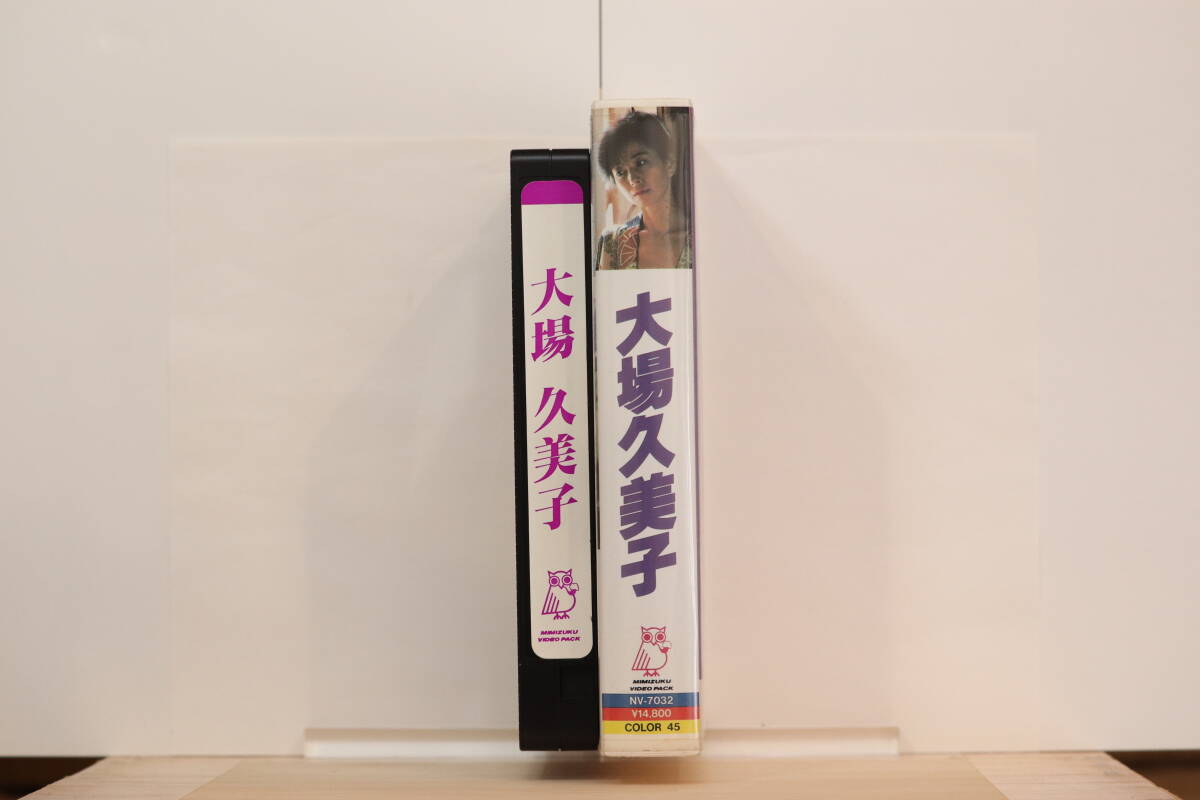 大場 久美子
MIMIZUKU
VIDEO PACK
大場久美子
MIMIZUKU
VIDEO PACK
NV-7032
¥14,800
COLOR 45